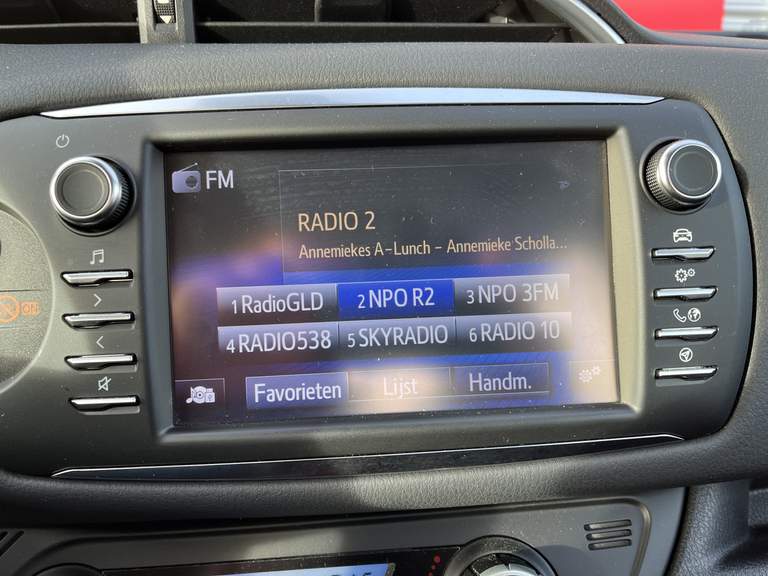 FM
RADIO 2
Annemiekes A-Lunch - Annemieke Scholla...
1 RadioGLD 2 NPO R2 3 NPO 3FM
4 RADIO538 5 SKYRADIO 6 RADIO 10
Favorieten Lijst Handm.